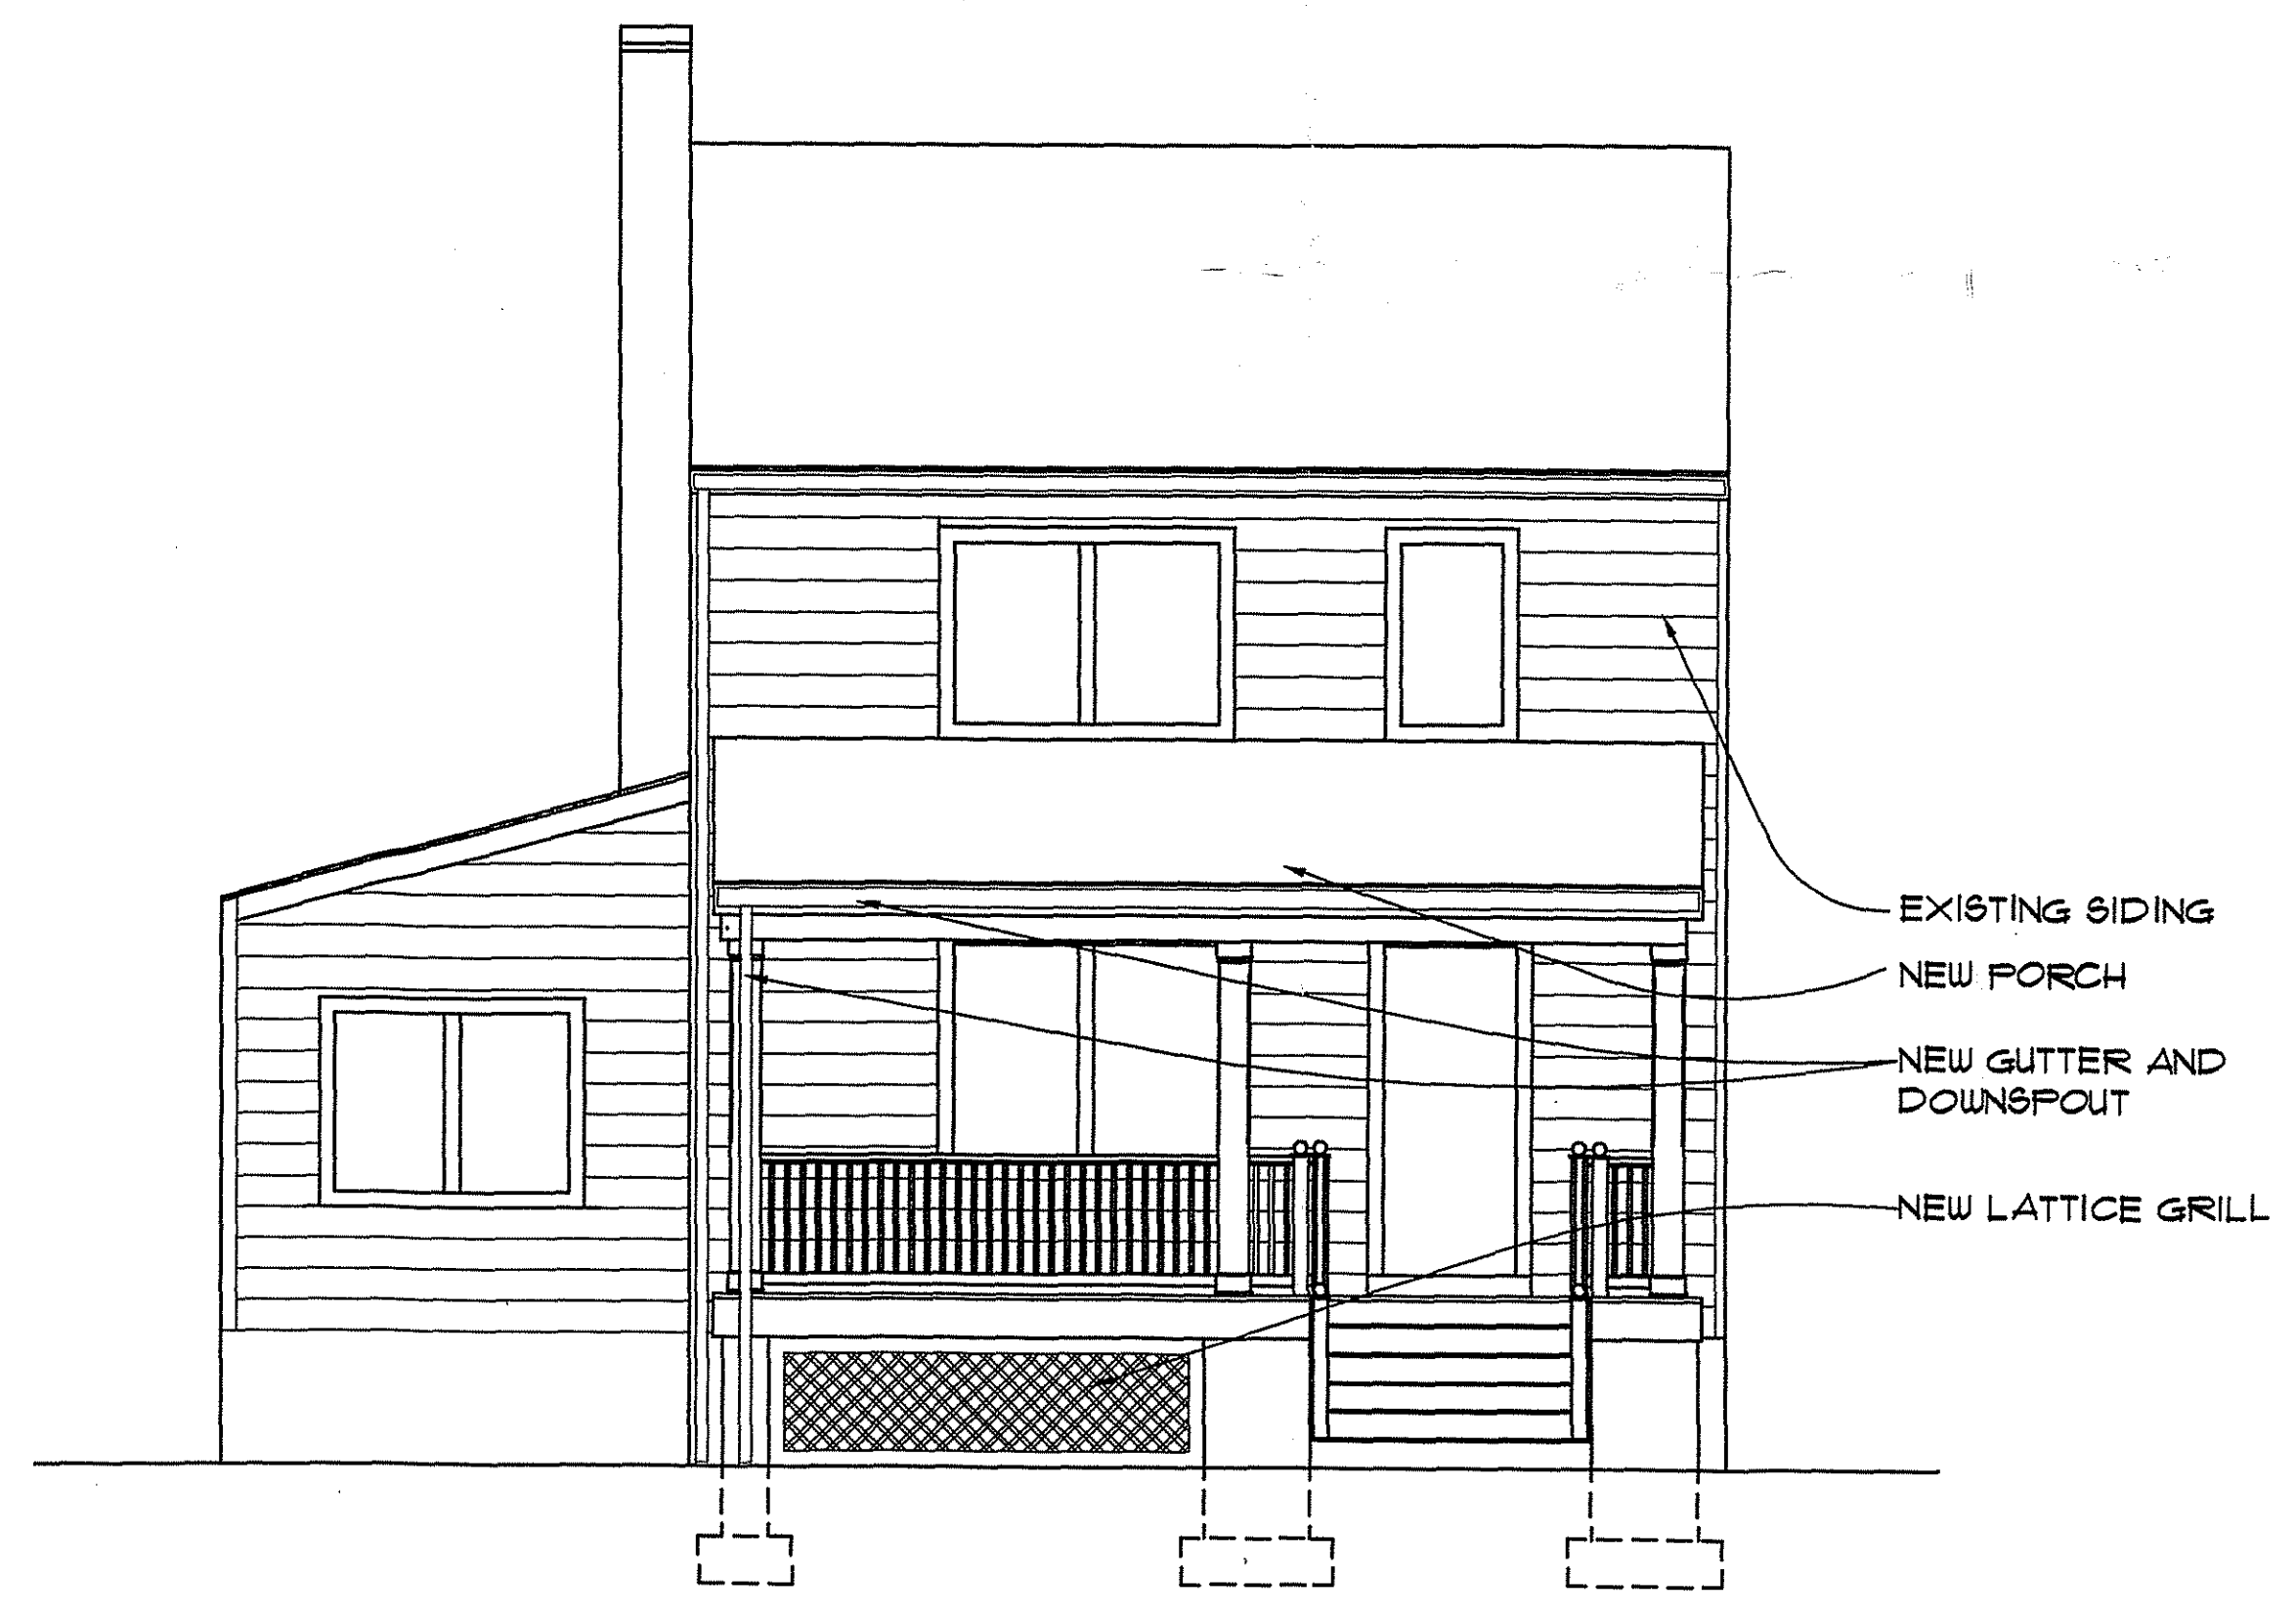 EXISTING SIDING
NEW PORCH
NEW GUTTER AND
DOWNSPOUT
NEW LATTICE GRILL